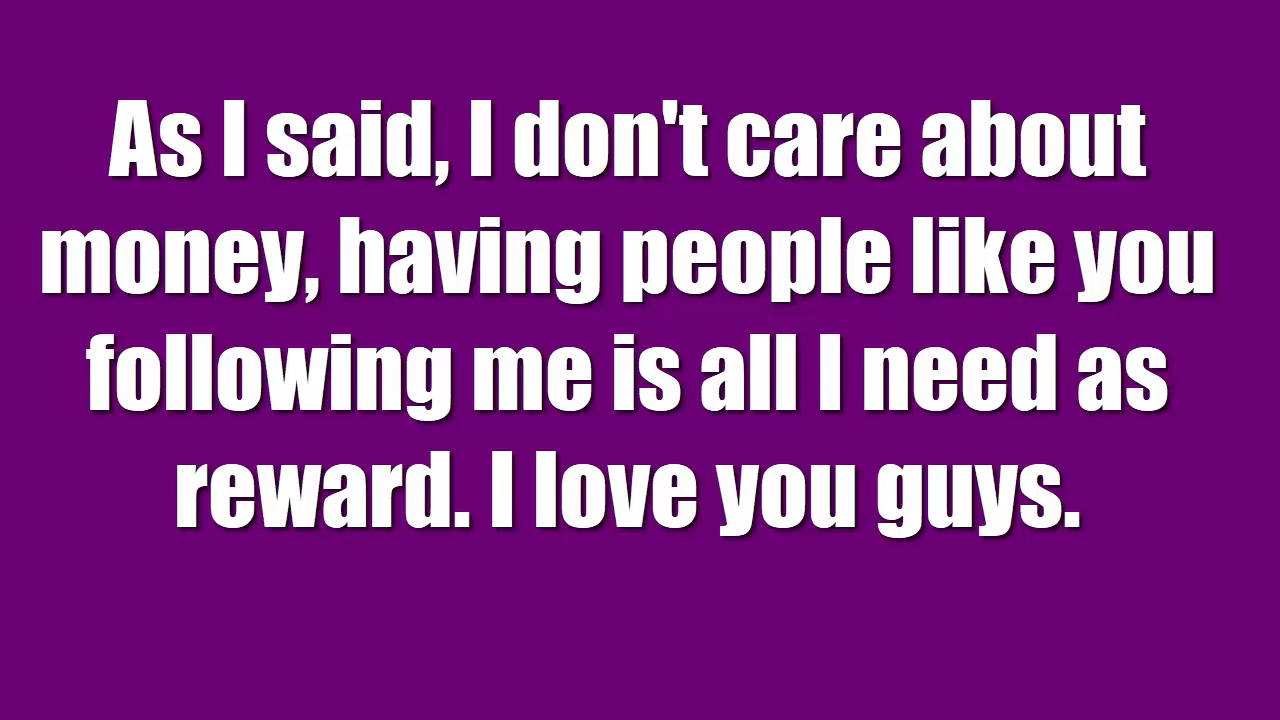 As I said, I don't care about
money, having people like you
following me is all I need as
reward. I love you guys.